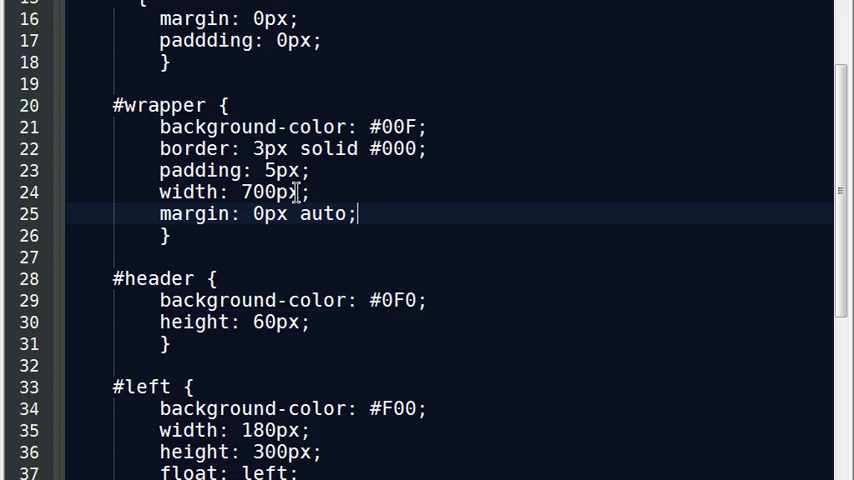 15 {
16 margin: 0px;
17 paddding: 0px;
18 }
19
20 #wrapper {
21 background-color: #00F;
22 border: 3px solid #000;
23 padding: 5px;
24 width: 700px;
25 margin: 0px auto;
26 }
27
28 #header {
29 background-color: #0F0;
30 height: 60px;
31 }
32
33 #left {
34 background-color: #F00;
35 width: 180px;
36 height: 300px;
37 float: left;